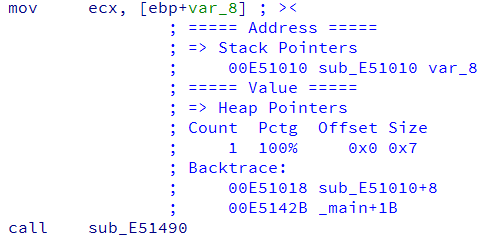 mov     ecx, [ebp+var_8] ; ><
; ===== Address =====
; => Stack Pointers
;       00E51010 sub_E51010 var_8
; ===== Value =====
; => Heap Pointers
; Count  Pctg  Offset Size
;     1  100%     0x0 0x7
; Backtrace:
;       00E51018 sub_E51010+8
;       00E5142B _main+1B
call    sub_E51490